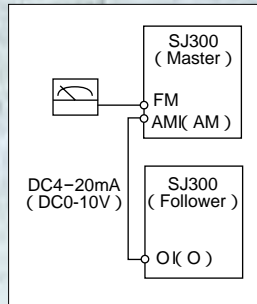 SJ300
( Master )
FM
AMI( AM )
DC4–20mA
( DC0-10V )
SJ300
( Follower )
OI( O )